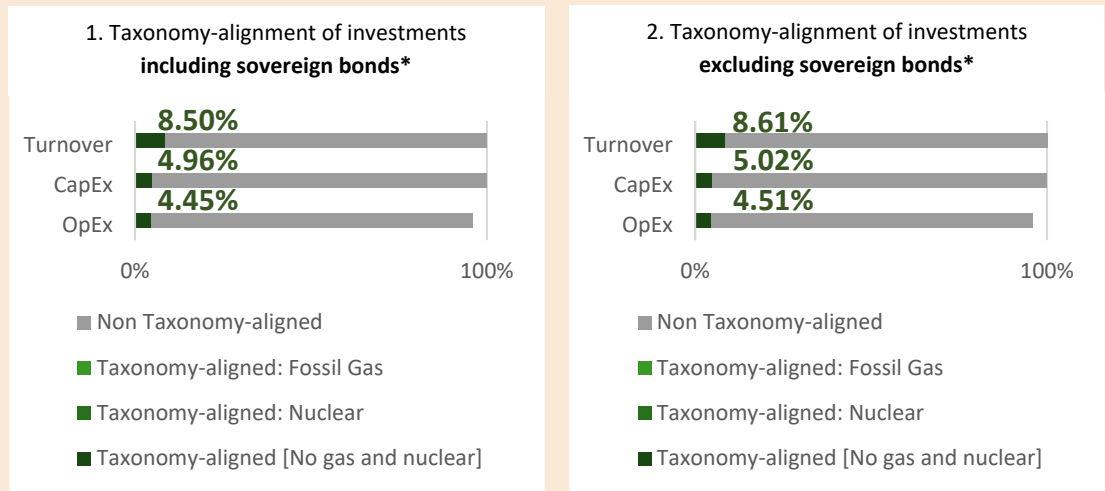 1. Taxonomy-alignment of investments
including sovereign bonds*
8.50%
Turnover
4.96%
CapEx
4.45%
OpEx
0%
100%
Non Taxonomy-aligned
Taxonomy-aligned: Fossil Gas
Taxonomy-aligned: Nuclear
Taxonomy-aligned [No gas and nuclear]
2. Taxonomy-alignment of investments
excluding sovereign bonds*
8.61%
Turnover
5.02%
CapEx
4.51%
OpEx
0%
100%
Non Taxonomy-aligned
Taxonomy-aligned: Fossil Gas
Taxonomy-aligned: Nuclear
Taxonomy-aligned [No gas and nuclear]